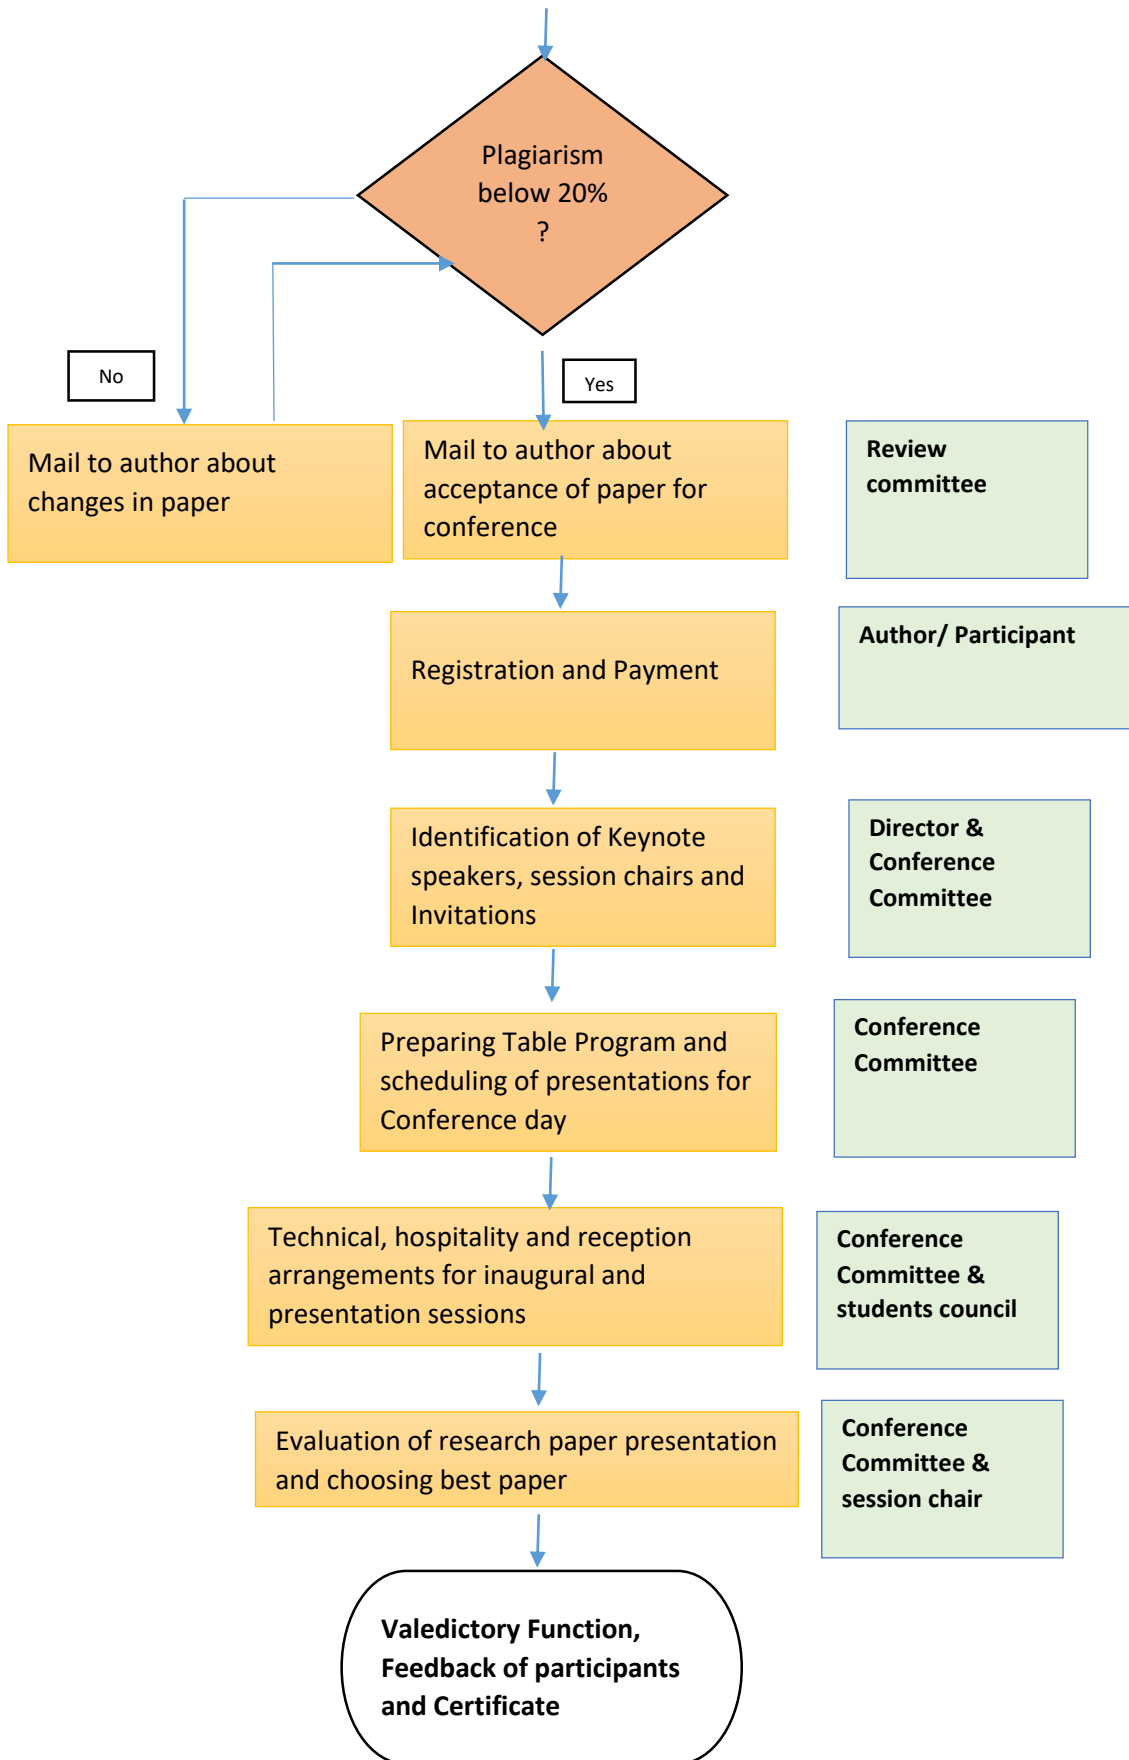 Plagiarism
below 20%
?
No
Yes
Mail to author about
changes in paper
Mail to author about
acceptance of paper for
conference
Review
committee
Registration and Payment
Author/ Participant
Identification of Keynote
speakers, session chairs and
Invitations
Director &
Conference
Committee
Preparing Table Program and
scheduling of presentations for
Conference day
Conference
Committee
Technical, hospitality and reception
arrangements for inaugural and
presentation sessions
Conference
Committee &
students council
Evaluation of research paper presentation
and choosing best paper
Conference
Committee &
session chair
Valedictory Function,
Feedback of participants
and Certificate